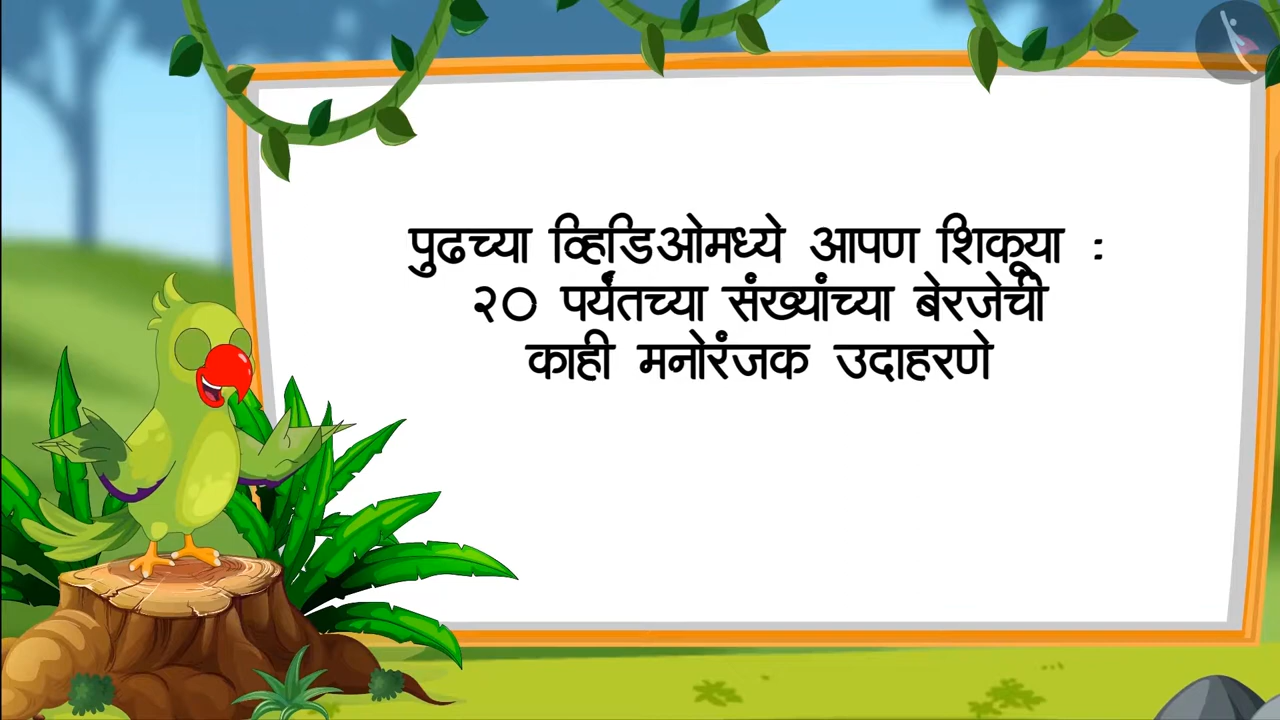 पुढच्या व्हिडिओमध्ये आपण शिकूया :
२० पर्यंतच्या संख्यांच्या बेरजेची
काही मनोरंजक उदाहरणे